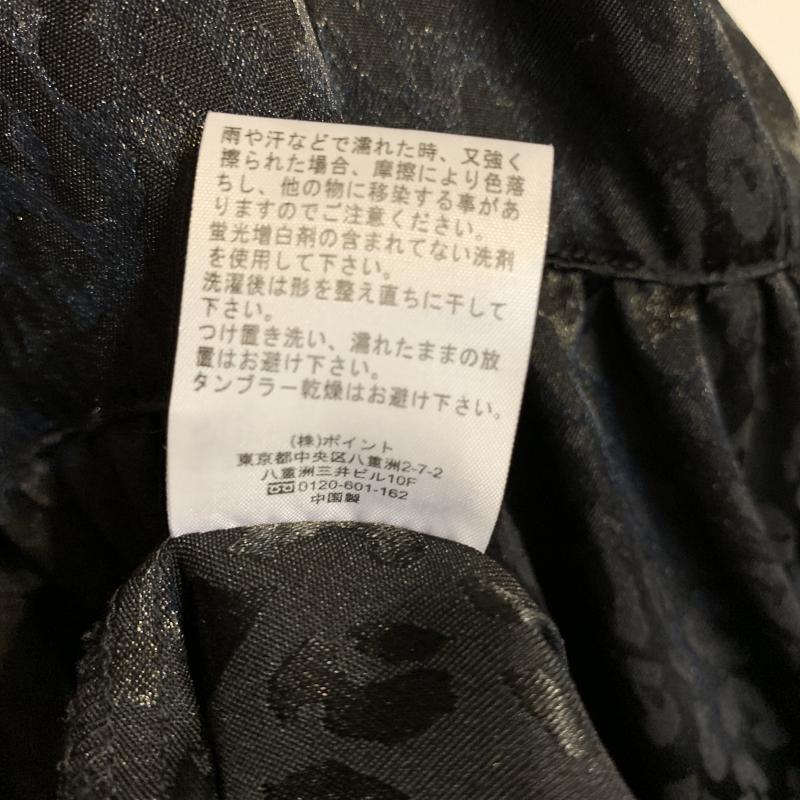 雨や汗などで濡れた時、又強く
擦られた場合、摩擦により色落
ちし、他の物に移染する事があ
りますのでご注意ください。
蛍光増白剤の含まれてない洗剤
を使用して下さい。
洗濯後は形を整え直ちに干して
下さい。
つけ置き洗い、濡れたままの放
置はお避け下さい。
タンブラー乾燥はお避け下さい。
(株)ポイント
東京都中央区八重洲2-7-2
八重洲三井ビル10F
0120-601-162
中国製